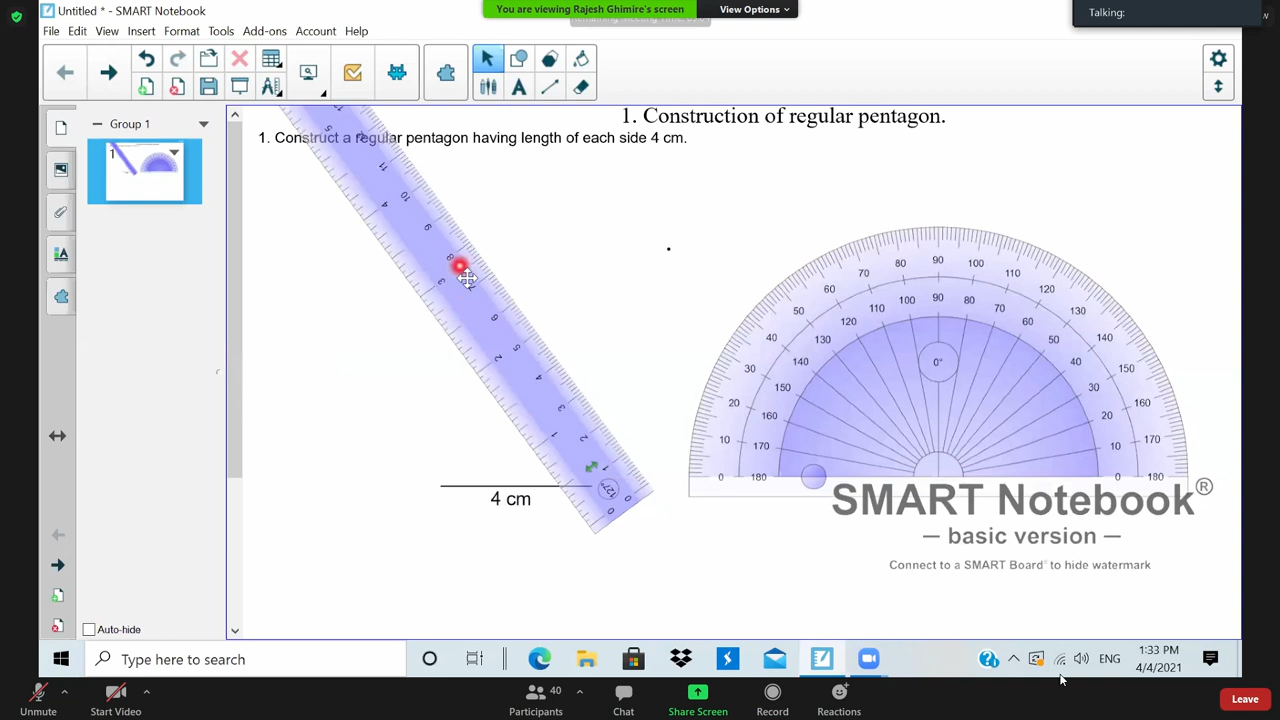 Untitled * - SMART Notebook
You are viewing Rajesh Ghimire's screen
View Options
Talking:
File Edit View Insert Format Tools Add-ons Account Help
Group 1
1
1. Construction of regular pentagon.
1. Construct a regular pentagon having length of each side 4 cm.
4 cm
127°
0°
SMART Notebook®
— basic version —
Connect to a SMART Board® to hide watermark
Auto-hide
Type here to search
ENG
1:33 PM
4/4/2021
Unmute
Start Video
40
Participants
Chat
Share Screen
Record
Reactions
Leave